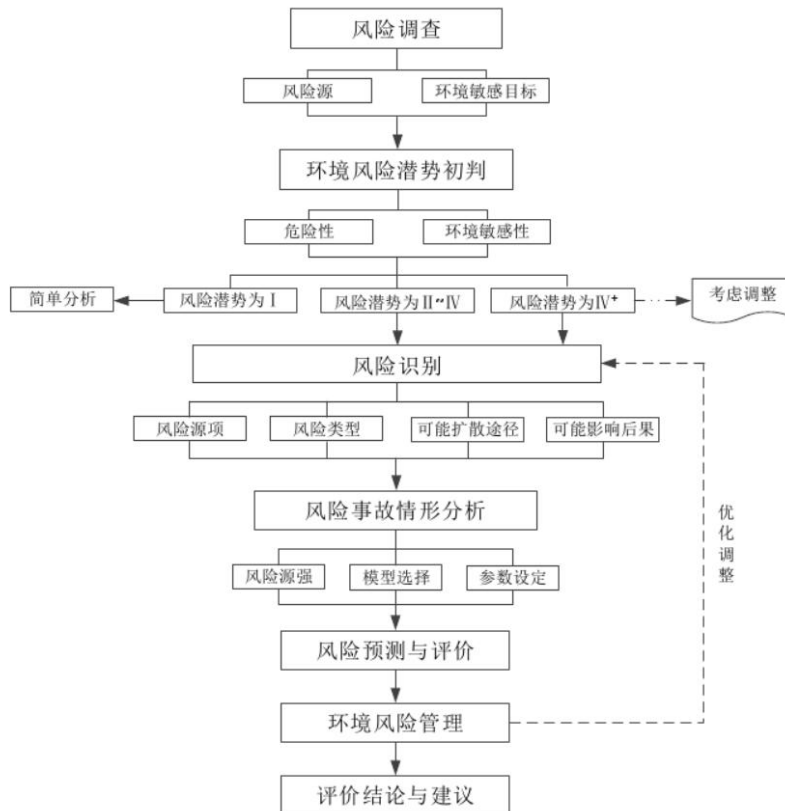 风险调查
风险源
环境敏感目标
环境风险潜势初判
危险性
环境敏感性
简单分析
风险潜势为Ⅰ
风险潜势为Ⅱ~Ⅳ
风险潜势为Ⅳ⁺
考虑调整
风险识别
风险源项
风险类型
可能扩散途径
可能影响后果
风险事故情形分析
优化调整
风险源强
模型选择
参数设定
风险预测与评价
环境风险管理
评价结论与建议